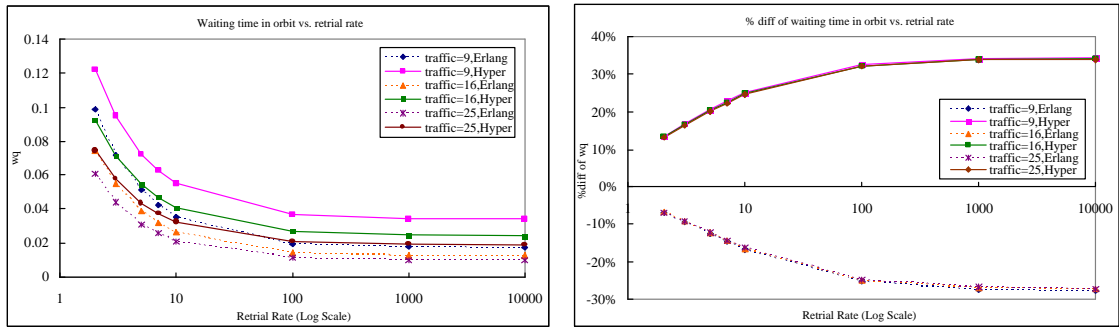 Waiting time in orbit vs. retrial rate
0.14
0.12
0.1
0.08
0.06
0.04
0.02
0
wq
traffic=9,Erlang
traffic=9,Hyper
traffic=16,Erlang
traffic=16,Hyper
traffic=25,Erlang
traffic=25,Hyper
1
10
100
1000
10000
Retrial Rate (Log Scale)
% diff of waiting time in orbit vs. retrial rate
40%
30%
20%
10%
0%
-10%
-20%
-30%
%diff of wq
traffic=9,Erlang
traffic=9,Hyper
traffic=16,Erlang
traffic=16,Hyper
traffic=25,Erlang
traffic=25,Hyper
1
10
100
1000
10000
Retrial Rate (Log Scale)